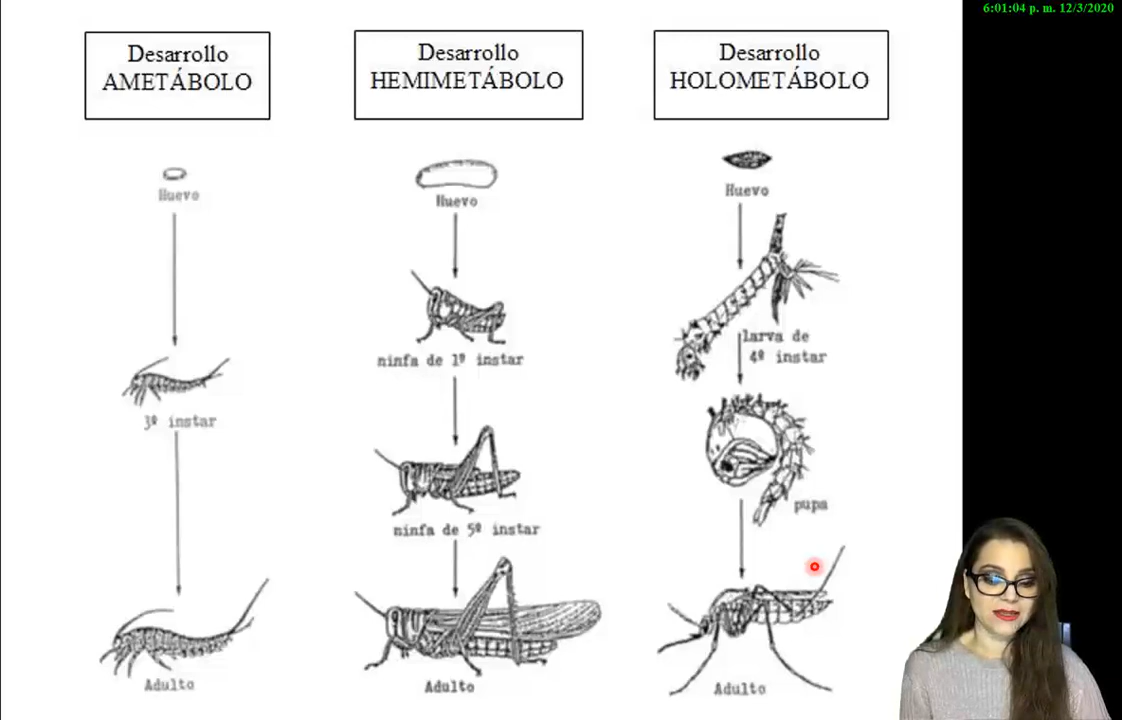 6:01:04 p. m. 12/3/2020
Desarrollo
AMETÁBOLO
Huevo
3º instar
Adulto
Desarrollo
HEMIMETÁBOLO
Huevo
ninfa de 1º instar
ninfa de 5º instar
Adulto
Desarrollo
HOLOMETÁBOLO
Huevo
larva de
4º instar
pupa
Adulto